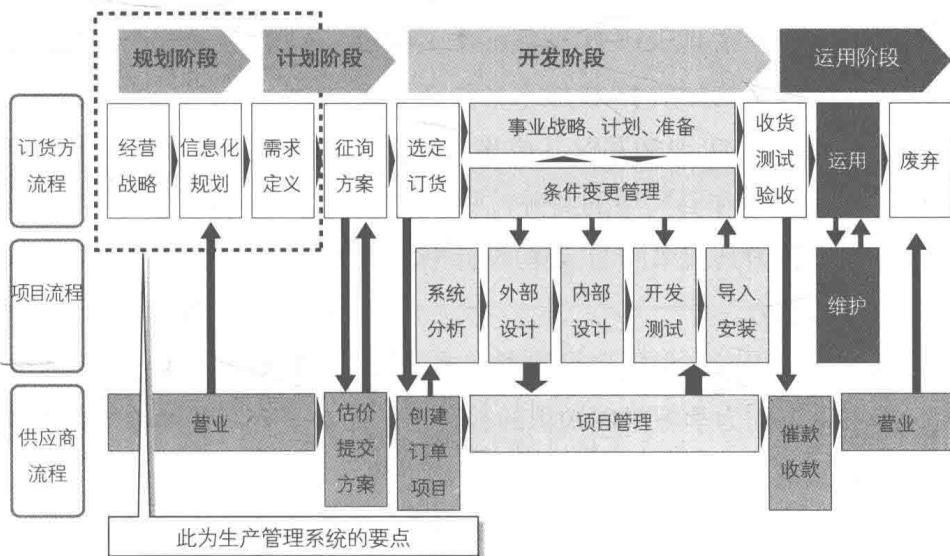 规划阶段
计划阶段
开发阶段
运用阶段
订货方
流程
经营
战略
信息化
规划
需求
定义
征询
方案
选定
订货
事业战略、计划、准备
条件变更管理
收货
测试
验收
运用
废弃
项目流程
系统
分析
外部
设计
内部
设计
开发
测试
导入
安装
维护
供应商
流程
营业
估价
提交
方案
创建
订单
项目
项目管理
催款
收款
营业
此为生产管理系统的要点